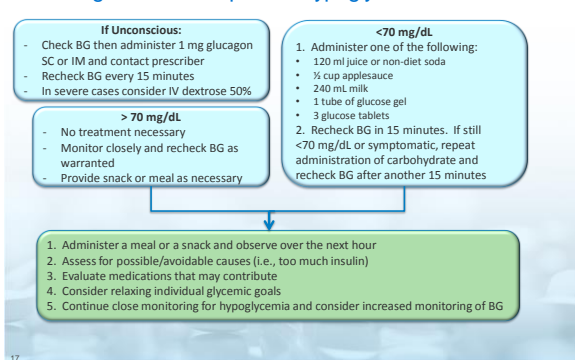 If Unconscious:
- Check BG then administer 1 mg glucagon
SC or IM and contact prescriber
- Recheck BG every 15 minutes
- In severe cases consider IV dextrose 50%
> 70 mg/dL
- No treatment necessary
- Monitor closely and recheck BG as
warranted
- Provide snack or meal as necessary
<70 mg/dL
1. Administer one of the following:
• 120 ml juice or non-diet soda
• ½ cup applesauce
• 240 mL milk
• 1 tube of glucose gel
• 3 glucose tablets
2. Recheck BG in 15 minutes. If still
<70 mg/dL or symptomatic, repeat
administration of carbohydrate and
recheck BG after another 15 minutes
1. Administer a meal or a snack and observe over the next hour
2. Assess for possible/avoidable causes (i.e., too much insulin)
3. Evaluate medications that may contribute
4. Consider relaxing individual glycemic goals
5. Continue close monitoring for hypoglycemia and consider increased monitoring of BG
17